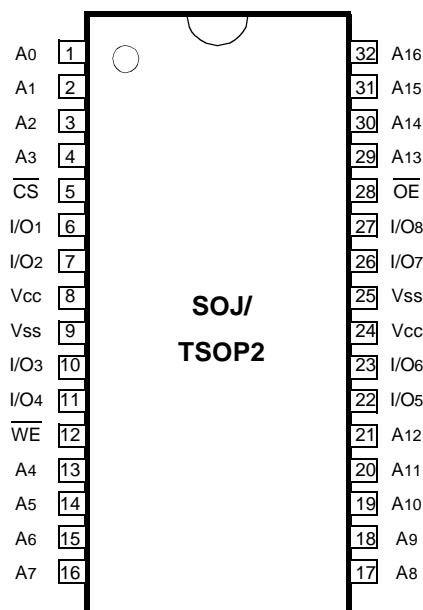 A0 1 32 A16
A1 2 31 A15
A2 3 30 A14
A3 4 29 A13
C̅S̅ 5 28 O̅E̅
I/O1 6 27 I/O8
I/O2 7 26 I/O7
Vcc 8 25 Vss
Vss 9 24 Vcc
I/O3 10 23 I/O6
I/O4 11 22 I/O5
W̅E̅ 12 21 A12
A4 13 20 A11
A5 14 19 A10
A6 15 18 A9
A7 16 17 A8
SOJ/
TSOP2